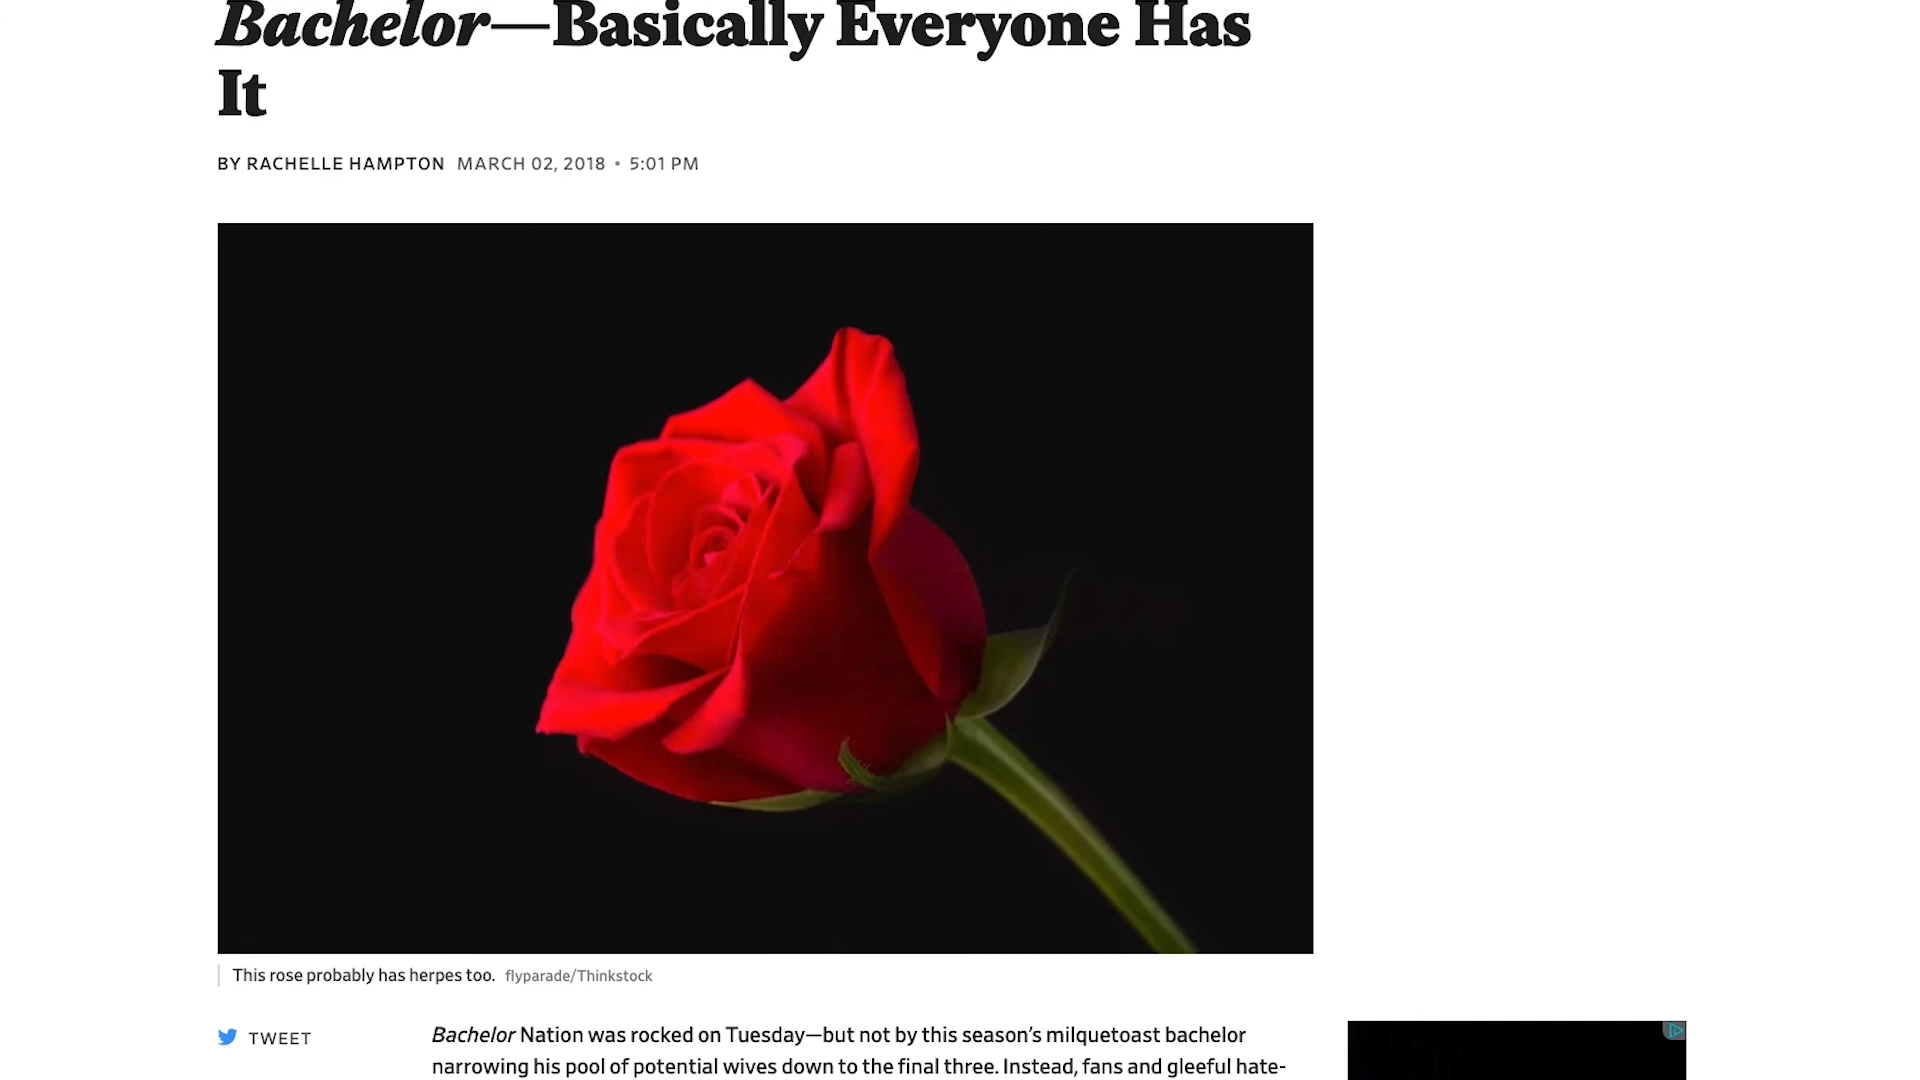 Bachelor—Basically Everyone Has
It
BY RACHELLE HAMPTON MARCH 02, 2018 • 5:01 PM
This rose probably has herpes too. flyparade/Thinkstock
TWEET
Bachelor Nation was rocked on Tuesday—but not by this season’s milquetoast bachelor
narrowing his pool of potential wives down to the final three. Instead, fans and gleeful hate-